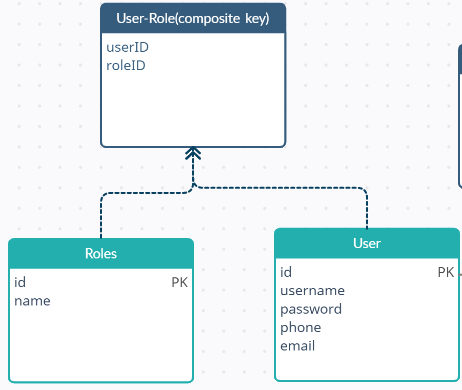 User-Role(composite key)
userID
roleID
Roles
id PK
name
User
id PK
username
password
phone
email